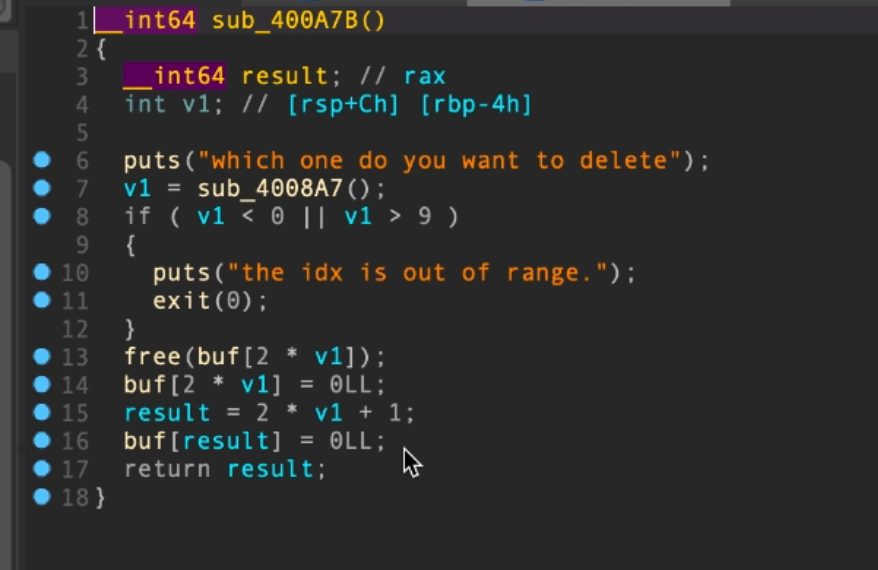 1 __int64 sub_400A7B()
2 {
3 __int64 result; // rax
4 int v1; // [rsp+Ch] [rbp-4h]
5
6 puts("which one do you want to delete");
7 v1 = sub_4008A7();
8 if ( v1 < 0 || v1 > 9 )
9 {
10 puts("the idx is out of range.");
11 exit(0);
12 }
13 free(buf[2 * v1]);
14 buf[2 * v1] = 0LL;
15 result = 2 * v1 + 1;
16 buf[result] = 0LL;
17 return result;
18 }